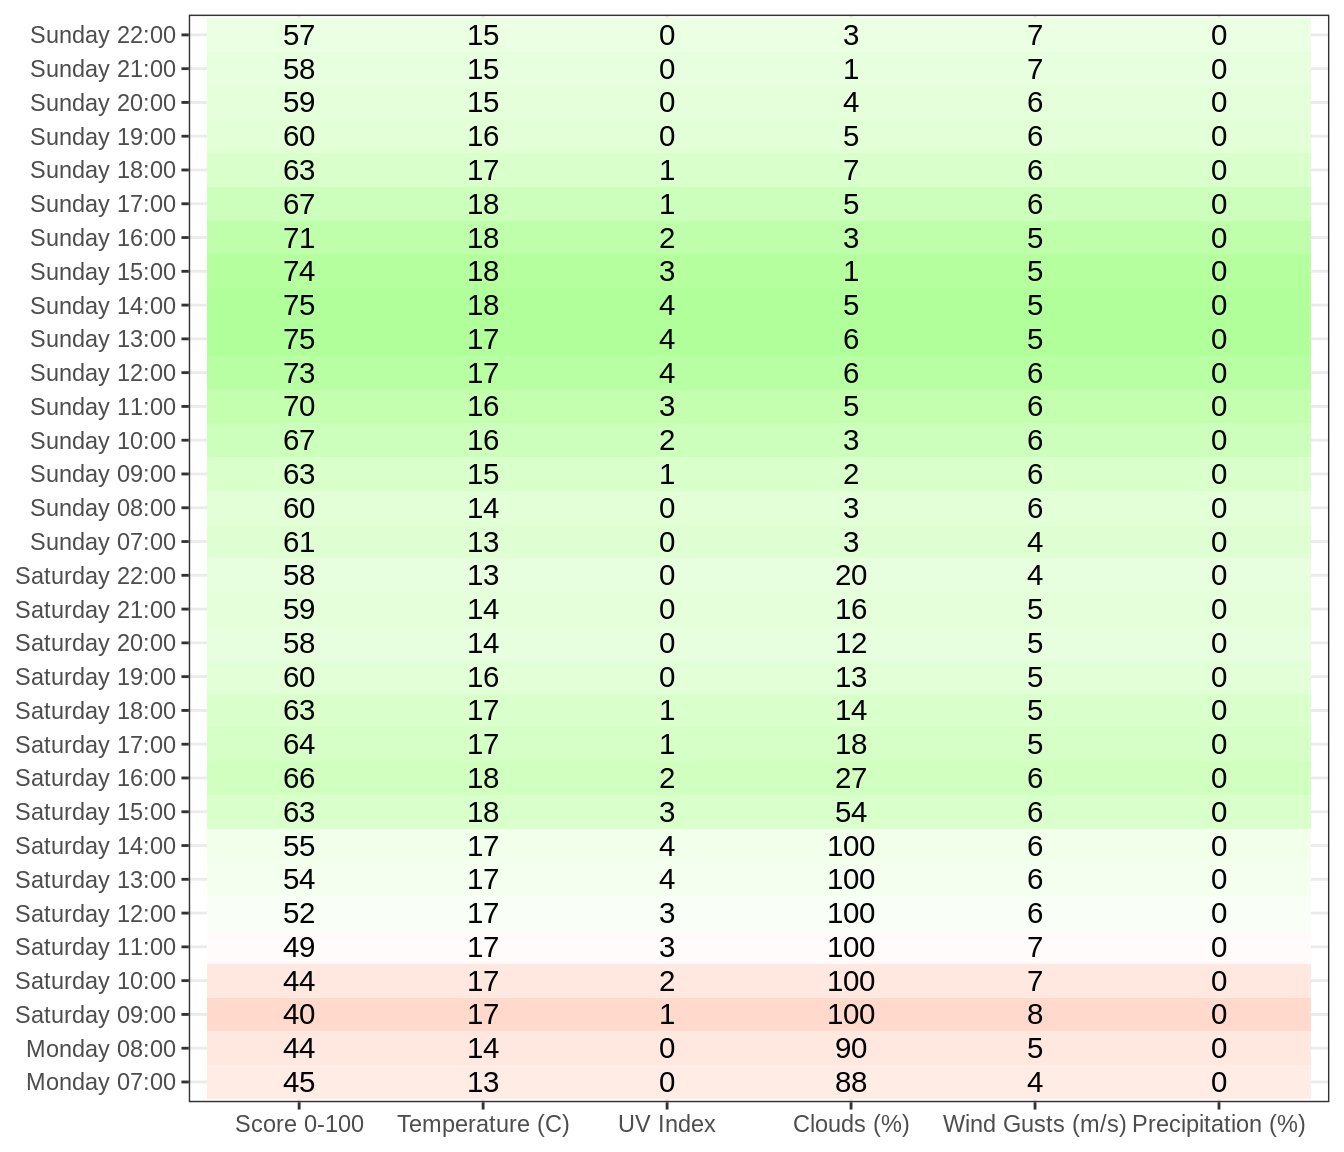 Sunday 22:00 57 15 0 3 7 0
Sunday 21:00 58 15 0 1 7 0
Sunday 20:00 59 15 0 4 6 0
Sunday 19:00 60 16 0 5 6 0
Sunday 18:00 63 17 1 7 6 0
Sunday 17:00 67 18 1 5 6 0
Sunday 16:00 71 18 2 3 5 0
Sunday 15:00 74 18 3 1 5 0
Sunday 14:00 75 18 4 5 5 0
Sunday 13:00 75 17 4 6 5 0
Sunday 12:00 73 17 4 6 6 0
Sunday 11:00 70 16 3 5 6 0
Sunday 10:00 67 16 2 3 6 0
Sunday 09:00 63 15 1 2 6 0
Sunday 08:00 60 14 0 3 6 0
Sunday 07:00 61 13 0 3 4 0
Saturday 22:00 58 13 0 20 4 0
Saturday 21:00 59 14 0 16 5 0
Saturday 20:00 58 14 0 12 5 0
Saturday 19:00 60 16 0 13 5 0
Saturday 18:00 63 17 1 14 5 0
Saturday 17:00 64 17 1 18 5 0
Saturday 16:00 66 18 2 27 6 0
Saturday 15:00 63 18 3 54 6 0
Saturday 14:00 55 17 4 100 6 0
Saturday 13:00 54 17 4 100 6 0
Saturday 12:00 52 17 3 100 6 0
Saturday 11:00 49 17 3 100 7 0
Saturday 10:00 44 17 2 100 7 0
Saturday 09:00 40 17 1 100 8 0
Monday 08:00 44 14 0 90 5 0
Monday 07:00 45 13 0 88 4 0
Score 0-100 Temperature (C) UV Index Clouds (%) Wind Gusts (m/s) Precipitation (%)